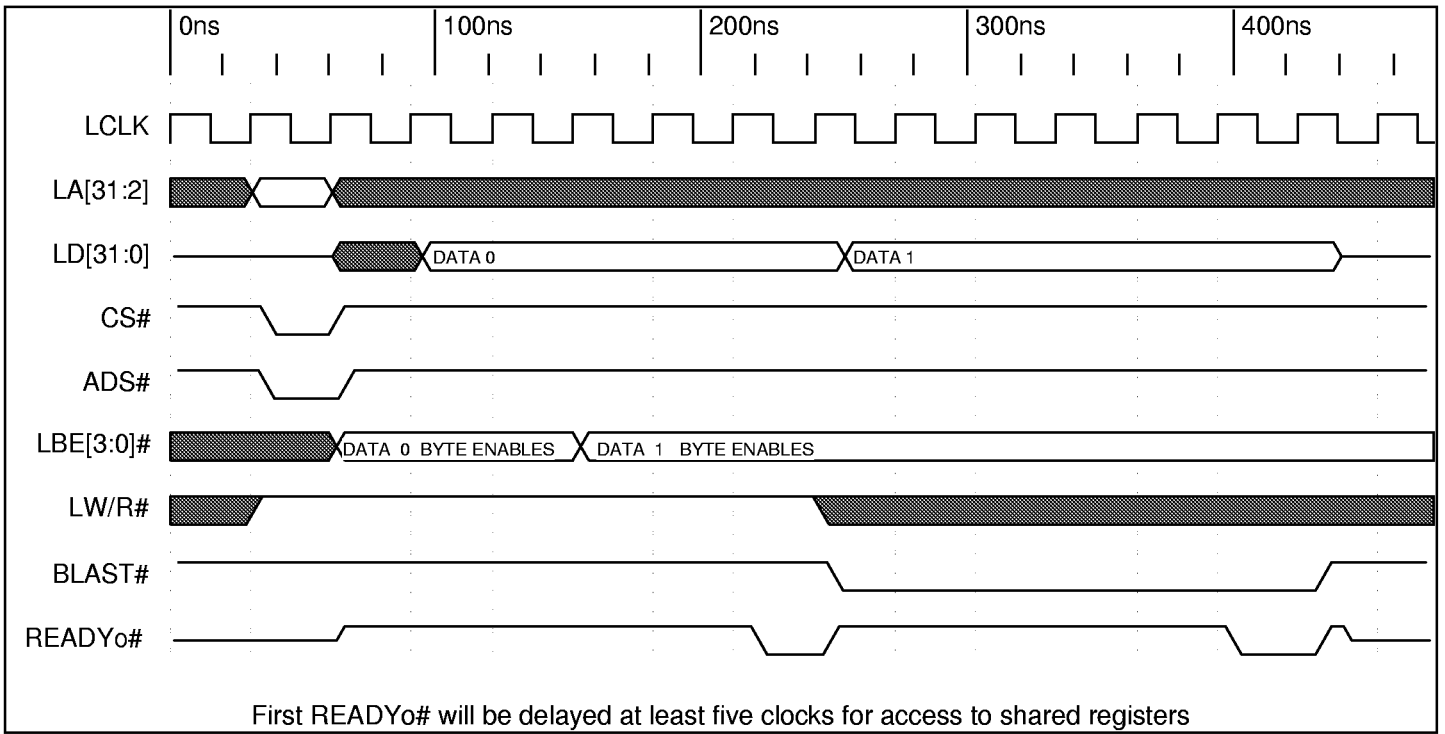 0ns 100ns 200ns 300ns 400ns
LCLK
LA[31:2]
LD[31:0] DATA 0 DATA 1
CS#
ADS#
LBE[3:0]# DATA 0 BYTE ENABLES DATA 1 BYTE ENABLES
LW/R#
BLAST#
READYo#
First READYo# will be delayed at least five clocks for access to shared registers